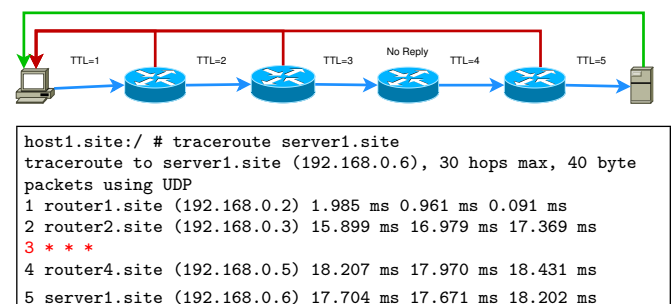 No Reply
TTL=1 TTL=2 TTL=3 TTL=4 TTL=5
host1.site:/ # traceroute server1.site
traceroute to server1.site (192.168.0.6), 30 hops max, 40 byte
packets using UDP
1 router1.site (192.168.0.2) 1.985 ms 0.961 ms 0.091 ms
2 router2.site (192.168.0.3) 15.899 ms 16.979 ms 17.369 ms
3 * * *
4 router4.site (192.168.0.5) 18.207 ms 17.970 ms 18.431 ms
5 server1.site (192.168.0.6) 17.704 ms 17.671 ms 18.202 ms